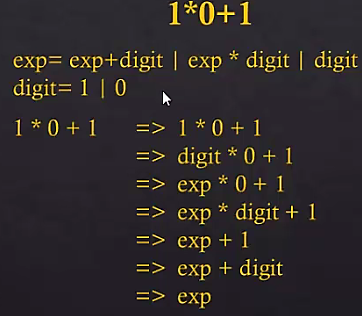 1*0+1
exp= exp+digit | exp * digit | digit
digit= 1 | 0
1 * 0 + 1 => 1 * 0 + 1
=> digit * 0 + 1
=> exp * 0 + 1
=> exp * digit + 1
=> exp + 1
=> exp + digit
=> exp